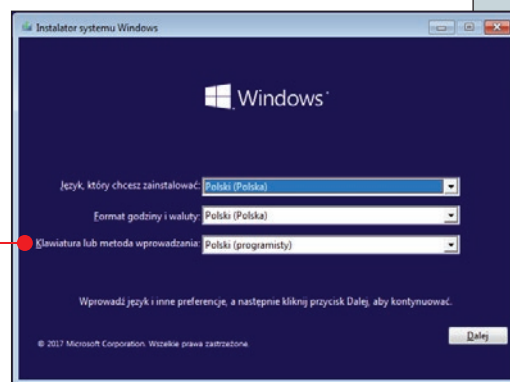 Instalator systemu Windows
Windows
Język, który chcesz zainstalować: Polski (Polska)
Format godziny i waluty: Polski (Polska)
Klawiatura lub metoda wprowadzania: Polski (programisty)
Wprowadź język i inne preferencje, a następnie kliknij przycisk Dalej, aby kontynuować.
Dalej
© 2017 Microsoft Corporation. Wszelkie prawa zastrzeżone.